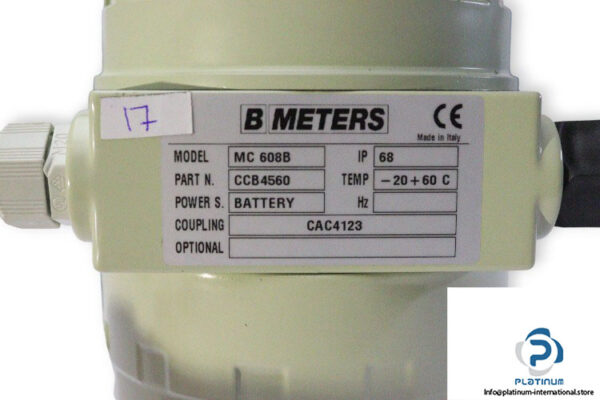 17
B METERS
CE
Made in Italy
MODEL MC 608B IP 68
PART N. CCB4560 TEMP -20+60 C
POWER S. BATTERY Hz
COUPLING CAC4123
OPTIONAL
PLATINUM
Info@platinum-international.store